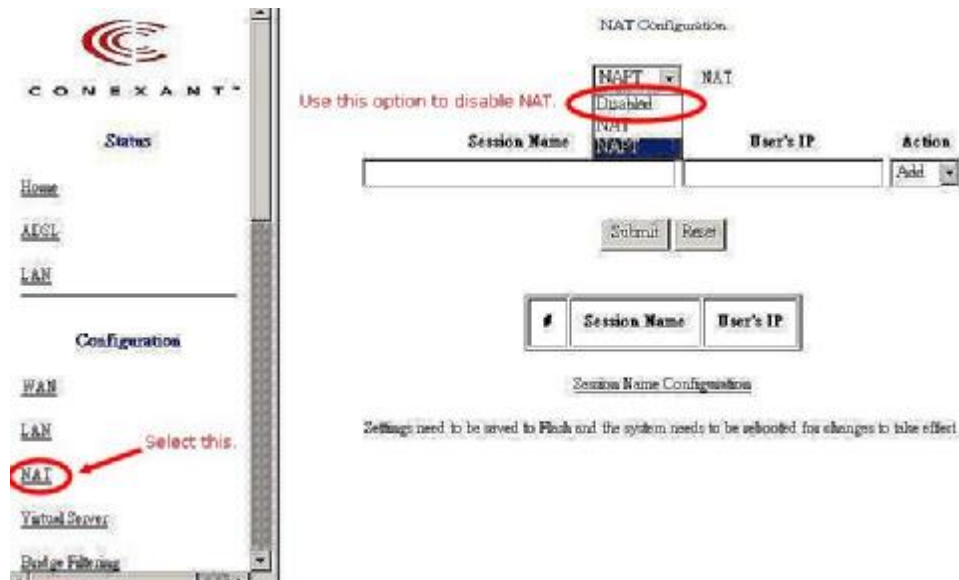 CONEXANT™
Status
Home
ADSL
LAN
Configuration
WAN
LAN
Select this.
NAT
Virtual Server
Bridge Filtering
NAT Configuration
NAPT NAT
Use this option to disable NAT.
Disabled
NAT
NAPT
Session Name User's IP Action
Add
Submit Reset
# Session Name User's IP
Session Name Configuration
Settings need to be saved to Flash and the system needs to be rebooted for changes to take effect